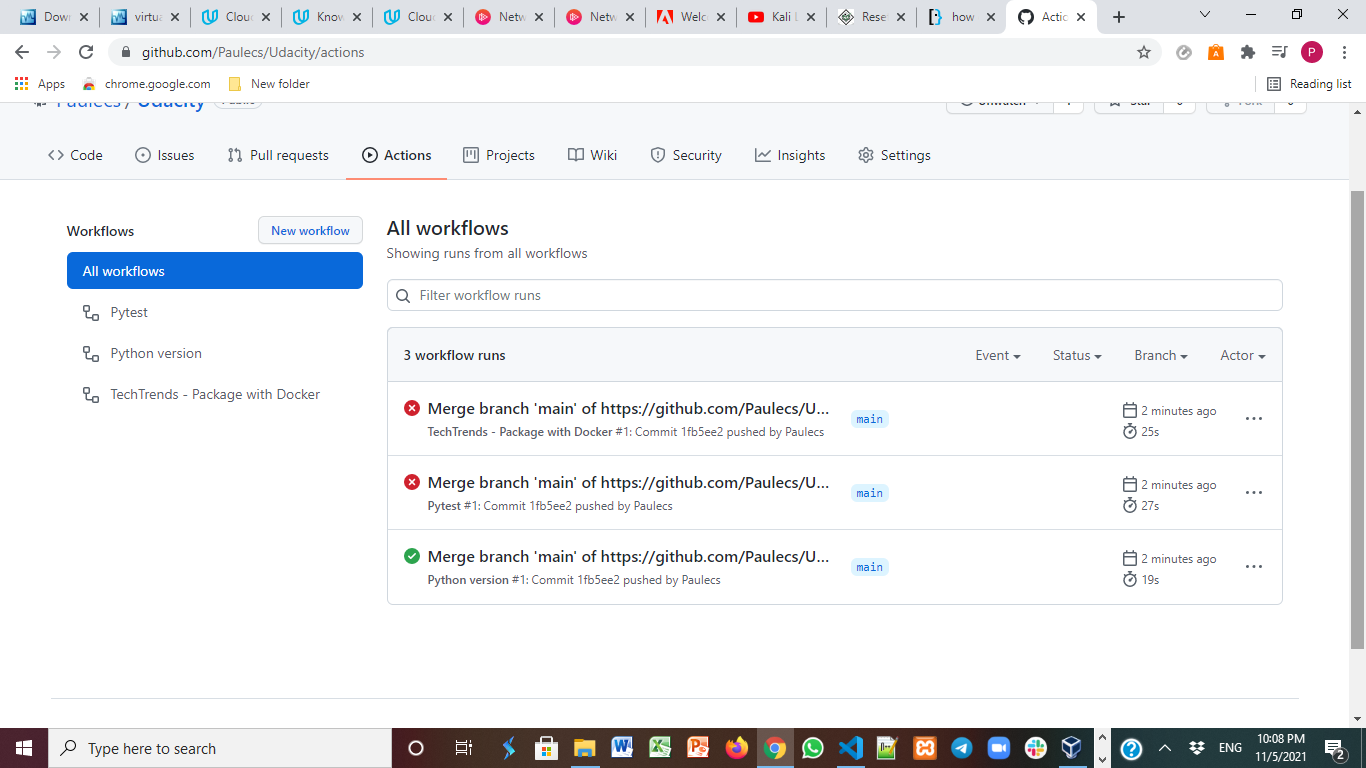 Dow
virtu
Clou
Know
Clou
Netw
Netw
Welc
Kali L
Rese
how
Actic
github.com/Paulecs/Udacity/actions
P
Apps
chrome.google.com
New folder
Reading list
Paulecs / Udacity
Public
Unwatch
Star
Fork
Code
Issues
Pull requests
Actions
Projects
Wiki
Security
Insights
Settings
Workflows
New workflow
All workflows
Pytest
Python version
TechTrends - Package with Docker
All workflows
Showing runs from all workflows
Filter workflow runs
3 workflow runs
Event
Status
Branch
Actor
Merge branch 'main' of https://github.com/Paulecs/U...
TechTrends - Package with Docker #1: Commit 1fb5ee2 pushed by Paulecs
main
2 minutes ago
25s
Merge branch 'main' of https://github.com/Paulecs/U...
Pytest #1: Commit 1fb5ee2 pushed by Paulecs
main
2 minutes ago
27s
Merge branch 'main' of https://github.com/Paulecs/U...
Python version #1: Commit 1fb5ee2 pushed by Paulecs
main
2 minutes ago
19s
Type here to search
ENG
10:08 PM
11/5/2021
2